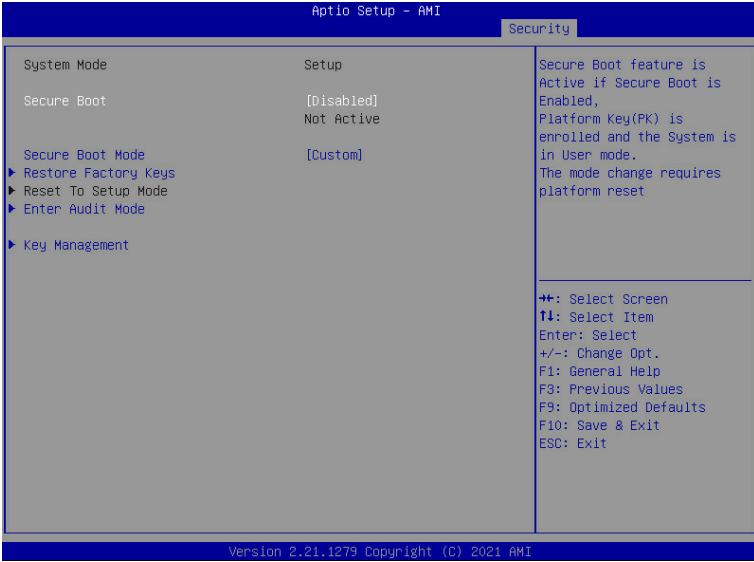 Aptio Setup – AMI
Security
System Mode Setup
Secure Boot [Disabled]
Not Active
Secure Boot Mode [Custom]
Restore Factory Keys
Reset To Setup Mode
Enter Audit Mode
Key Management
Secure Boot feature is
Active if Secure Boot is
Enabled,
Platform Key(PK) is
enrolled and the System is
in User mode.
The mode change requires
platform reset
→←: Select Screen
↑↓: Select Item
Enter: Select
+/-: Change Opt.
F1: General Help
F3: Previous Values
F9: Optimized Defaults
F10: Save & Exit
ESC: Exit
Version 2.21.1279 Copyright (C) 2021 AMI